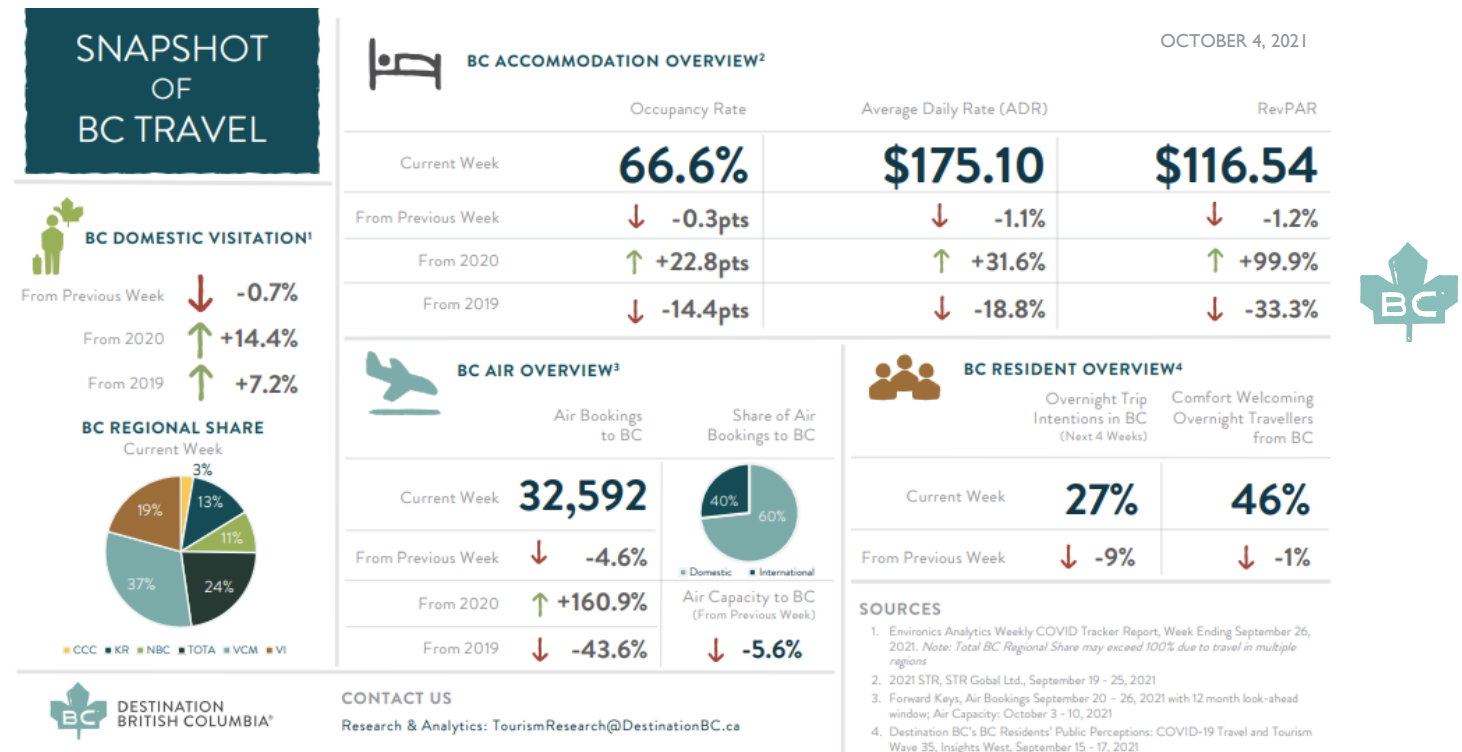 SNAPSHOT
OF
BC TRAVEL
OCTOBER 4, 2021
BC DOMESTIC VISITATION¹
From Previous Week -0.7%
From 2020 +14.4%
From 2019 +7.2%
BC REGIONAL SHARE
Current Week
3%
13%
11%
24%
37%
19%
CCC KR NBC TOTA VCM VI
BC
DESTINATION
BRITISH COLUMBIA®
BC ACCOMMODATION OVERVIEW²
Occupancy Rate Average Daily Rate (ADR) RevPAR
Current Week 66.6% $175.10 $116.54
From Previous Week -0.3pts -1.1% -1.2%
From 2020 +22.8pts +31.6% +99.9%
From 2019 -14.4pts -18.8% -33.3%
BC AIR OVERVIEW³
Air Bookings
to BC
Share of Air
Bookings to BC
Current Week 32,592
40%
60%
Domestic International
From Previous Week -4.6%
From 2020 +160.9%
From 2019 -43.6%
Air Capacity to BC
(From Previous Week)
-5.6%
BC RESIDENT OVERVIEW⁴
Overnight Trip
Intentions in BC
(Next 4 Weeks)
Comfort Welcoming
Overnight Travellers
from BC
Current Week 27% 46%
From Previous Week -9% -1%
SOURCES
1. Environics Analytics Weekly COVID Tracker Report, Week Ending September 26,
2021. Note: Total BC Regional Share may exceed 100% due to travel in multiple
regions
2. 2021 STR, STR Gobal Ltd., September 19 - 25, 2021
3. Forward Keys, Air Bookings September 20 – 26, 2021 with 12 month look-ahead
window; Air Capacity: October 3 - 10, 2021
4. Destination BC's BC Residents' Public Perceptions: COVID-19 Travel and Tourism
Wave 35, Insights West, September 15 - 17, 2021
CONTACT US
Research & Analytics: TourismResearch@DestinationBC.ca
BC